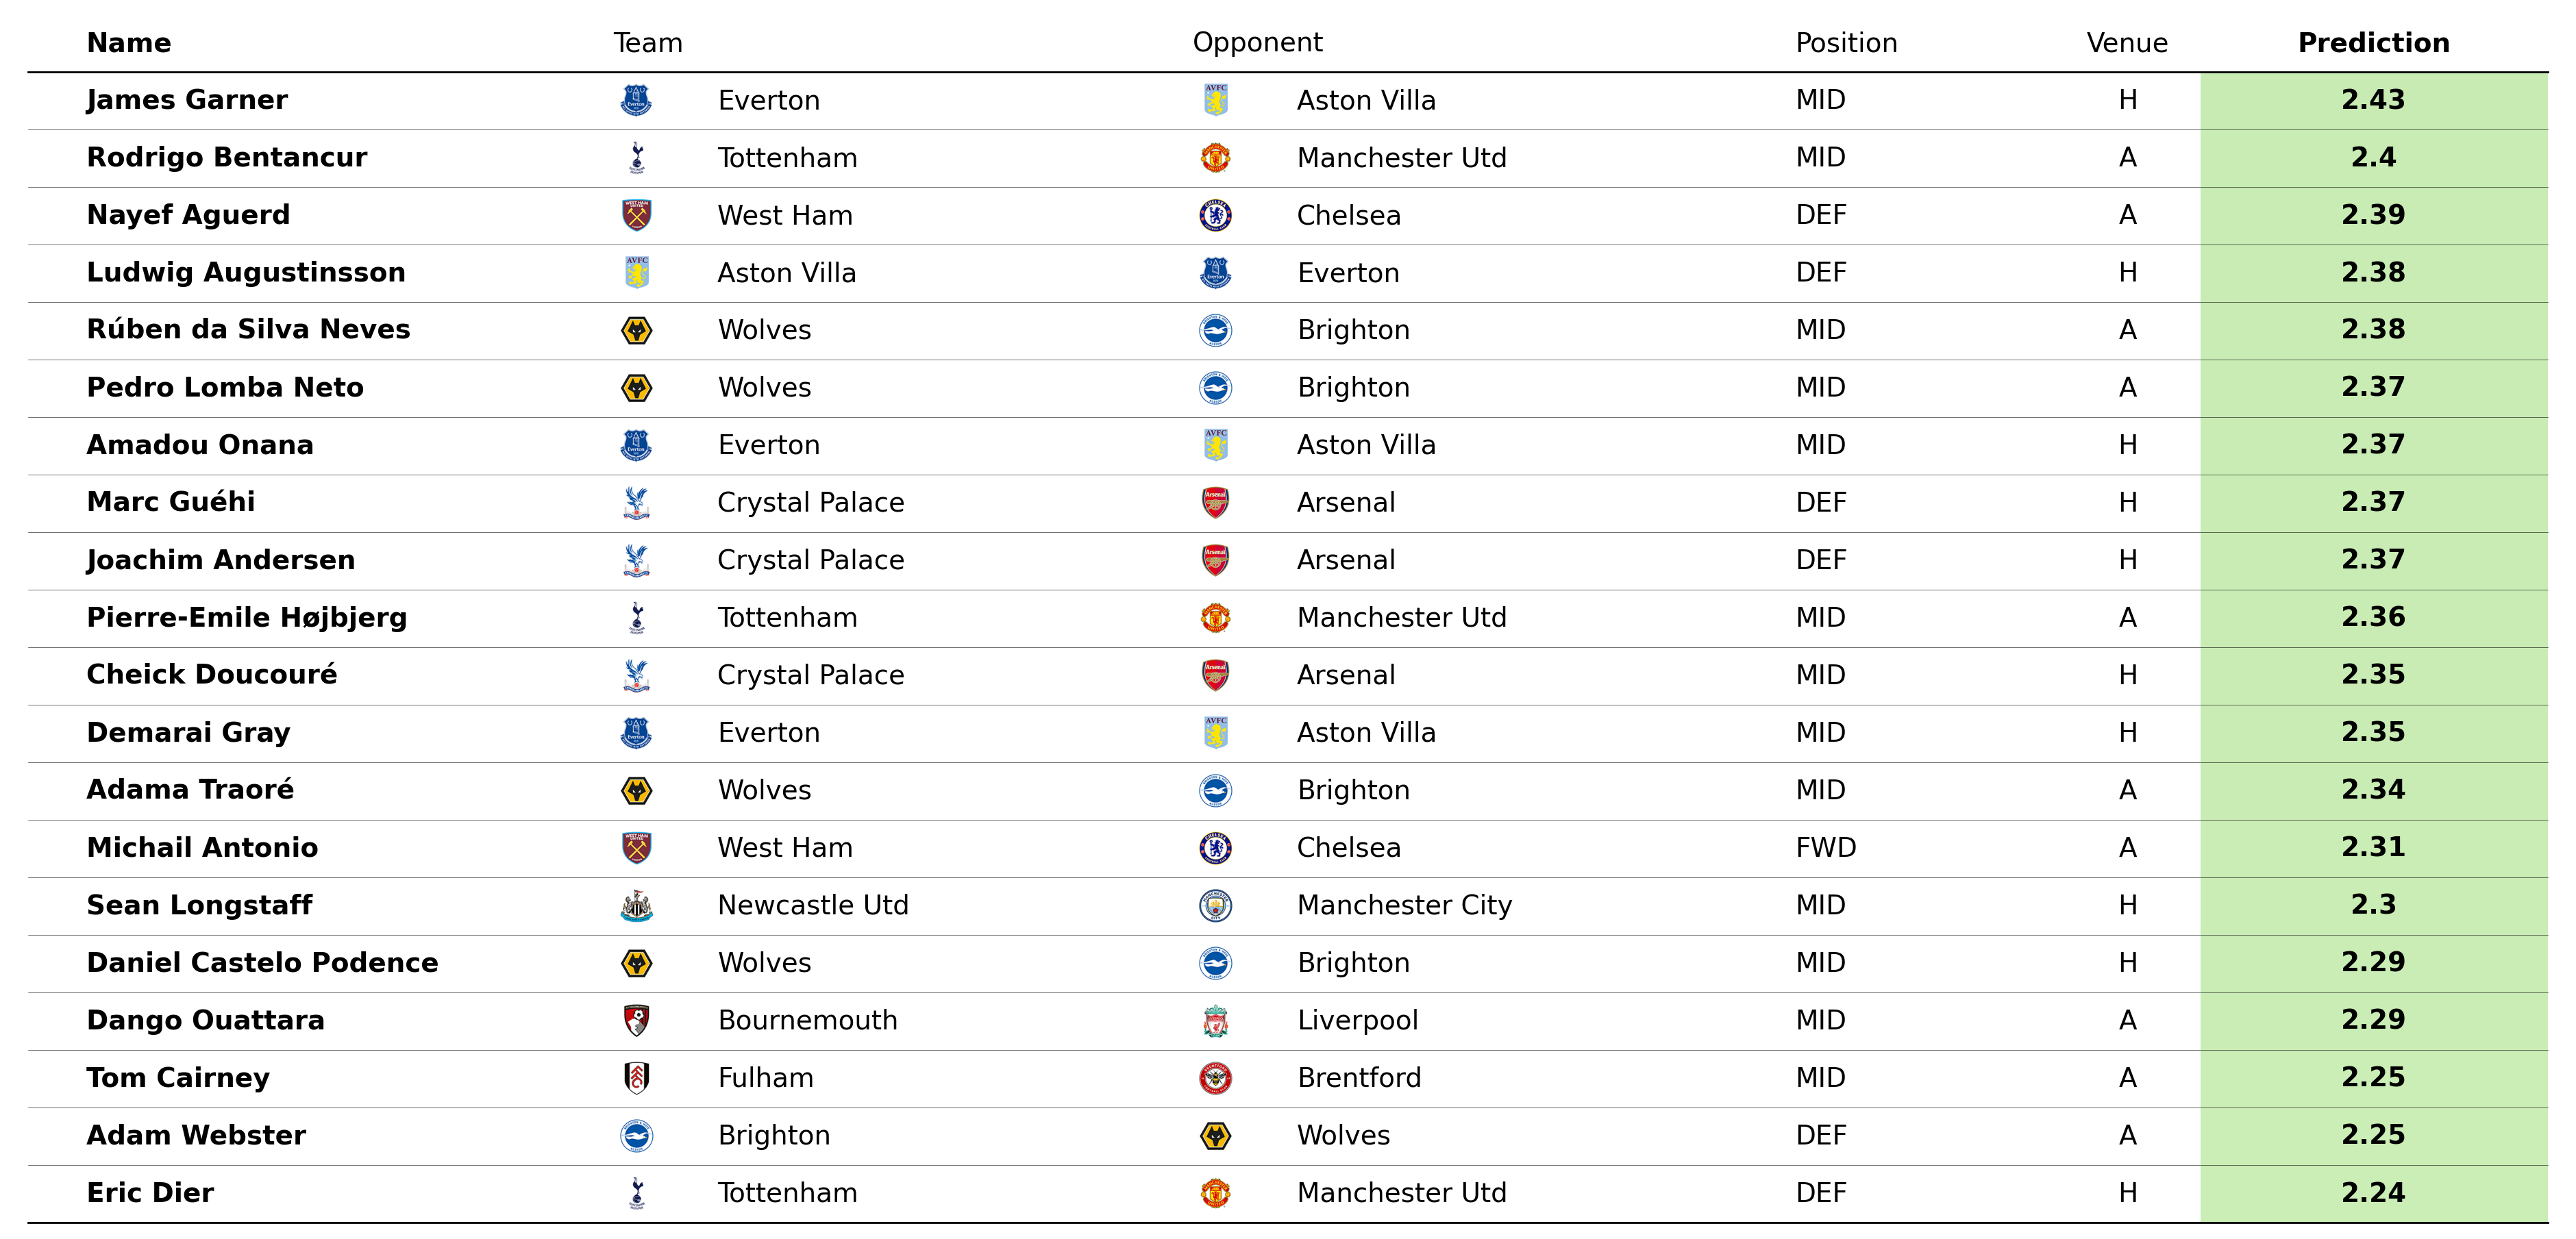 Name Team Opponent Position Venue Prediction
James Garner Everton Aston Villa MID H 2.43
Rodrigo Bentancur Tottenham Manchester Utd MID A 2.4
Nayef Aguerd West Ham Chelsea DEF A 2.39
Ludwig Augustinsson Aston Villa Everton DEF H 2.38
Rúben da Silva Neves Wolves Brighton MID A 2.38
Pedro Lomba Neto Wolves Brighton MID A 2.37
Amadou Onana Everton Aston Villa MID H 2.37
Marc Guéhi Crystal Palace Arsenal DEF H 2.37
Joachim Andersen Crystal Palace Arsenal DEF H 2.37
Pierre-Emile Højbjerg Tottenham Manchester Utd MID A 2.36
Cheick Doucouré Crystal Palace Arsenal MID H 2.35
Demarai Gray Everton Aston Villa MID H 2.35
Adama Traoré Wolves Brighton MID A 2.34
Michail Antonio West Ham Chelsea FWD A 2.31
Sean Longstaff Newcastle Utd Manchester City MID H 2.3
Daniel Castelo Podence Wolves Brighton MID H 2.29
Dango Ouattara Bournemouth Liverpool MID A 2.29
Tom Cairney Fulham Brentford MID A 2.25
Adam Webster Brighton Wolves DEF A 2.25
Eric Dier Tottenham Manchester Utd DEF H 2.24